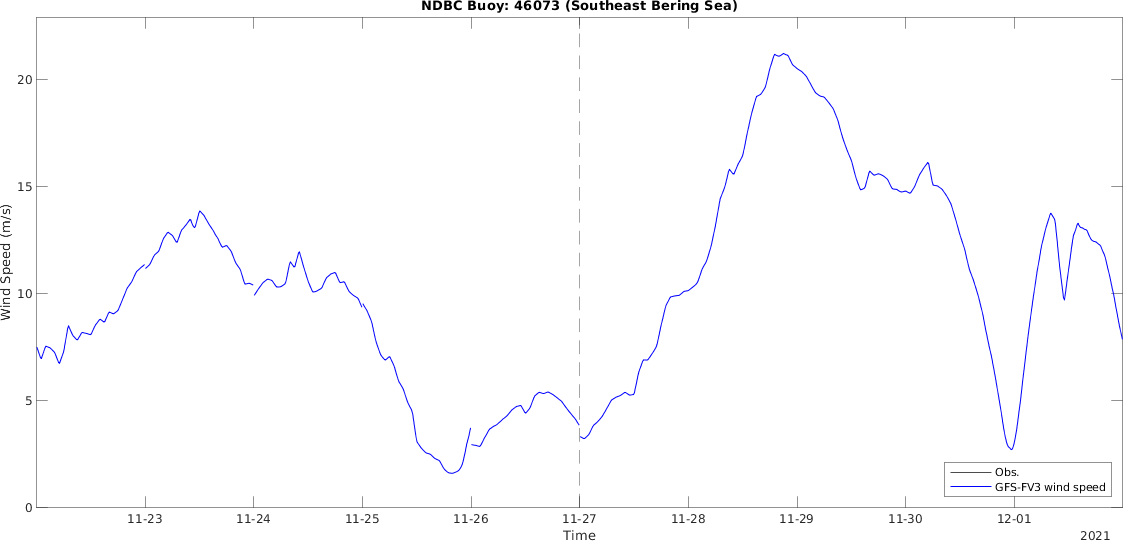 NDBC Buoy: 46073 (Southeast Bering Sea)
Wind Speed (m/s)
20
15
10
5
0
11-23 11-24 11-25 11-26 11-27 11-28 11-29 11-30 12-01
Time
2021
Obs.
GFS-FV3 wind speed